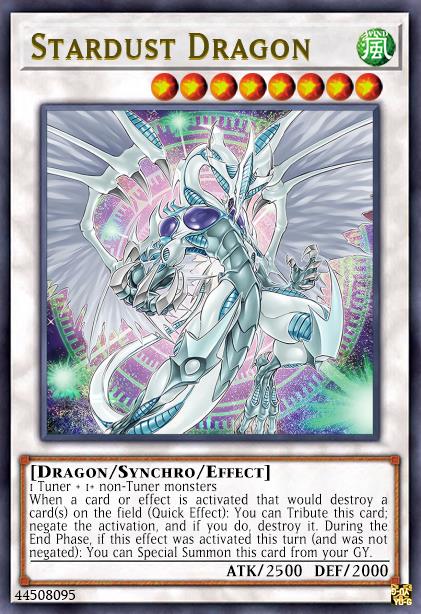 STARDUST DRAGON
WIND
風
[DRAGON/SYNCHRO/EFFECT]
1 Tuner + 1+ non-Tuner monsters
When a card or effect is activated that would destroy a
card(s) on the field (Quick Effect): You can Tribute this card;
negate the activation, and if you do, destroy it. During the
End Phase, if this effect was activated this turn (and was not
negated): You can Special Summon this card from your GY.
ATK/2500 DEF/2000
44508095